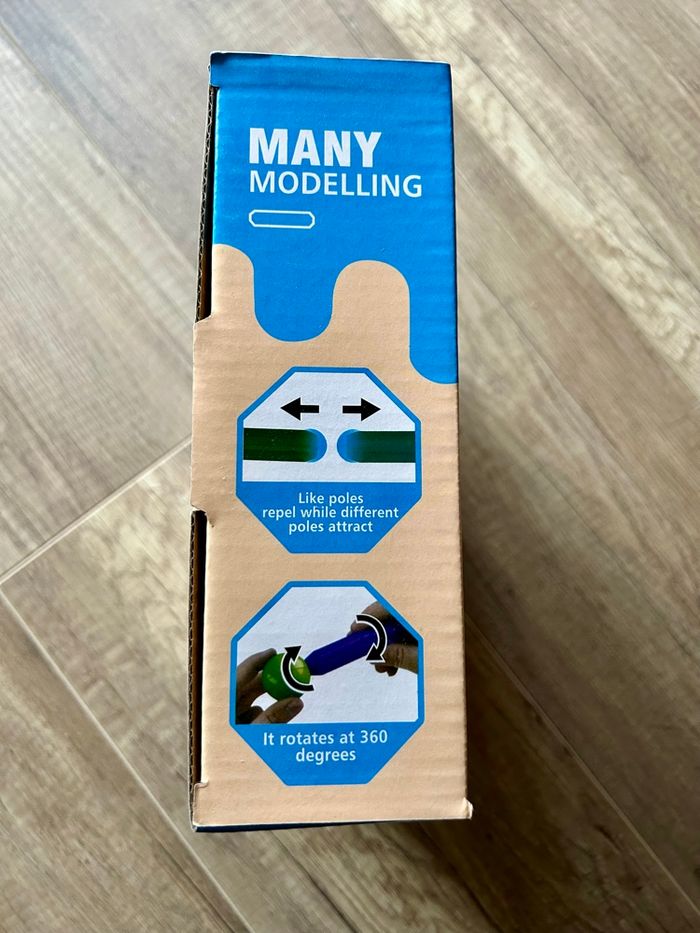 MANY
MODELLING
Like poles
repel while different
poles attract
It rotates at 360
degrees